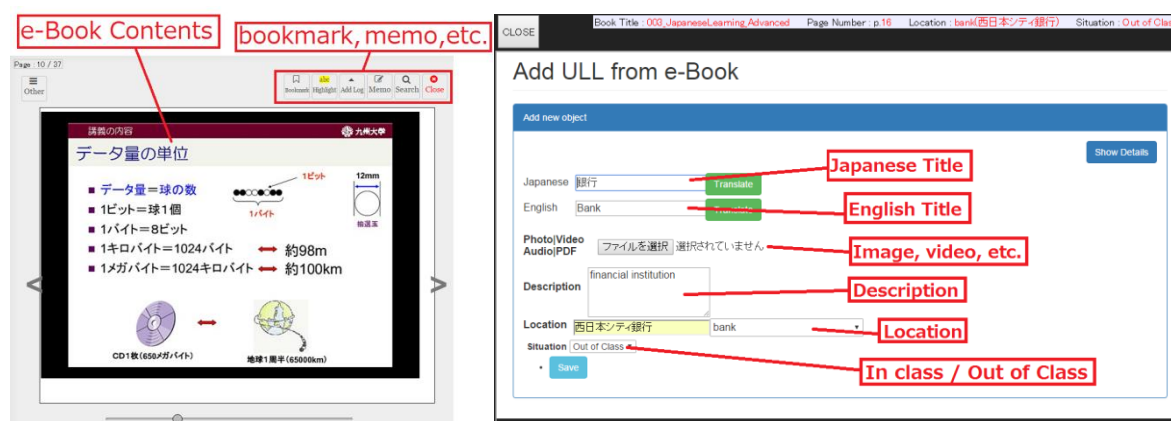 e-Book Contents
bookmark, memo,etc.
Page : 10 / 37
Other
Bookmark Highlight Add Log Memo Search Close
abc
講義の内容
九州大学
データ量の単位
■ データ量＝球の数
■ 1ビット＝球1個
■ 1バイト＝8ビット
■ 1キロバイト＝1024バイト ⇔ 約98m
■ 1メガバイト＝1024キロバイト ⇔ 約100km
1ビット
1バイト
12mm
CD1枚(650メガバイト)
地球1周半(65000km)
<
>
CLOSE
Book Title : 003_JapaneseLearning_Advanced Page Number : p.16 Location : bank(西日本シティ銀行) Situation : Out of Clas
Add ULL from e-Book
Add new object
Show Details
Japanese 銀行 Translate
Japanese Title
English Bank Translate
English Title
Photo|Video
Audio|PDF
ファイルを選択 選択されていません
Image, video, etc.
Description financial institution
Description
Location 西日本シティ銀行 bank
Location
Situation Out of Class
In class / Out of Class
• Save